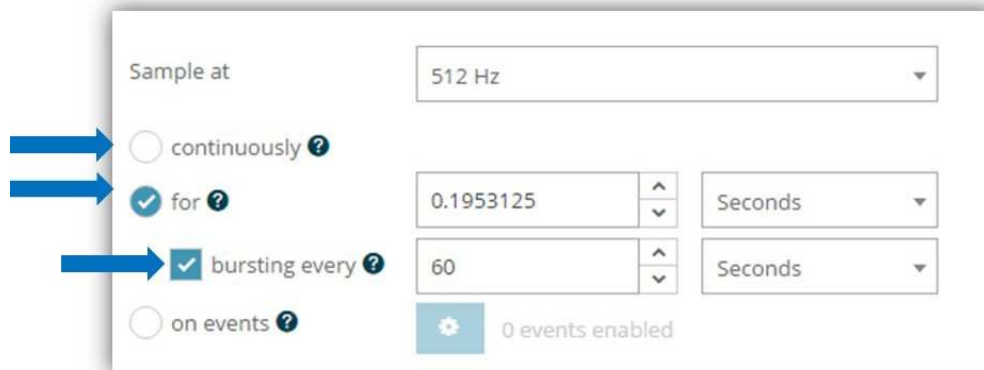 Sample at 512 Hz
continuously ?
for ? 0.1953125 Seconds
bursting every ? 60 Seconds
on events ? 0 events enabled